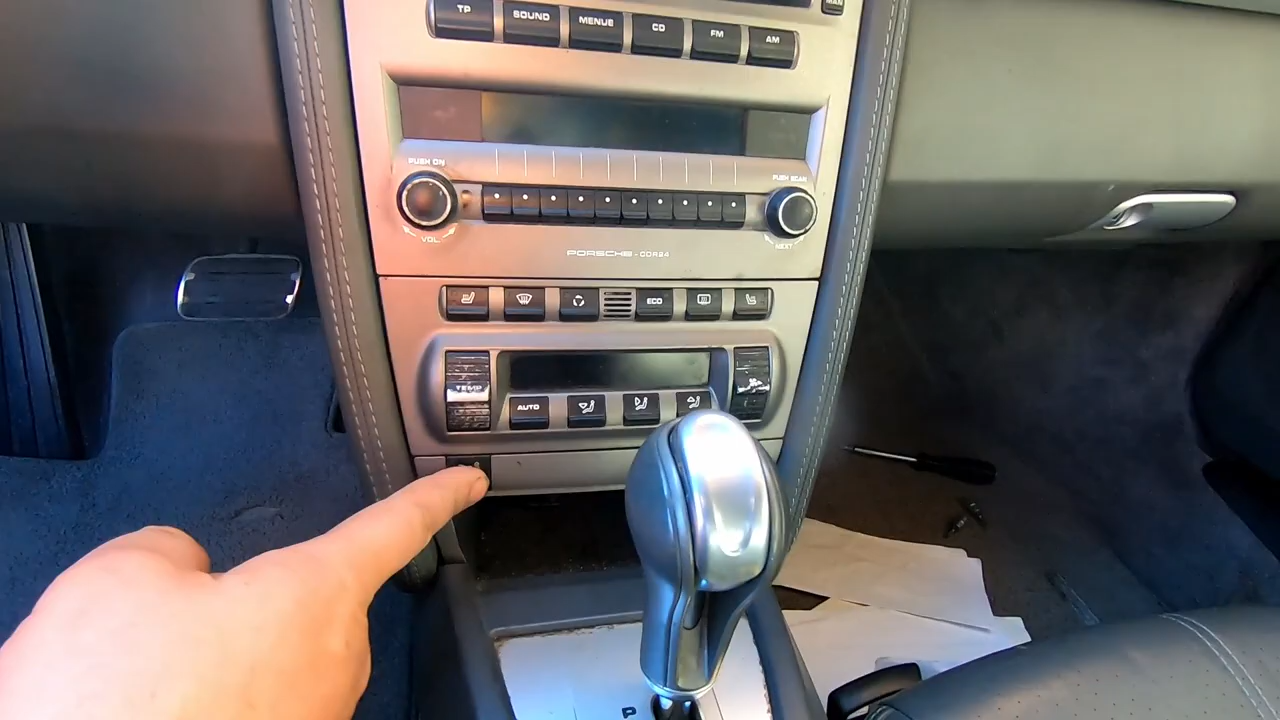 TP SOUND MENUE CD FM AM
PUSH ON
PUSH SCAN
VOL
NEXT
PORSCHE - CDR24
ECO
TEMP
AUTO
P